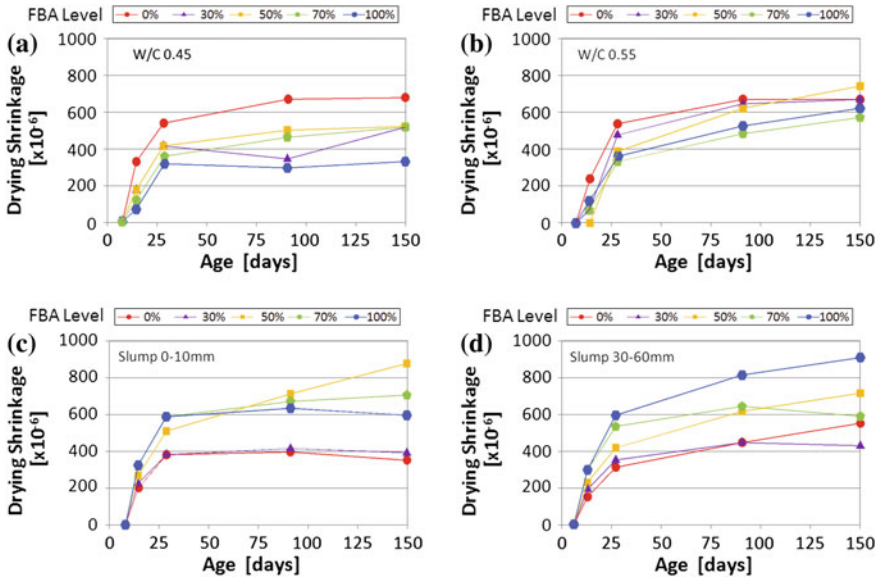 FBA Level 0% 30% 50% 70% 100%
(a)
W/C 0.45
Drying Shrinkage
[x10-6]
1000
800
600
400
200
0
0 25 50 75 100 125 150
Age [days]
FBA Level 0% 30% 50% 70% 100%
(b)
W/C 0.55
Drying Shrinkage
[x10-6]
1000
800
600
400
200
0
0 25 50 75 100 125 150
Age [days]
FBA Level 0% 30% 50% 70% 100%
(c)
Slump 0-10mm
Drying Shrinkage
[x10-6]
1000
800
600
400
200
0
0 25 50 75 100 125 150
Age [days]
FBA Level 0% 30% 50% 70% 100%
(d)
Slump 30-60mm
Drying Shrinkage
[x10-6]
1000
800
600
400
200
0
0 25 50 75 100 125 150
Age [days]